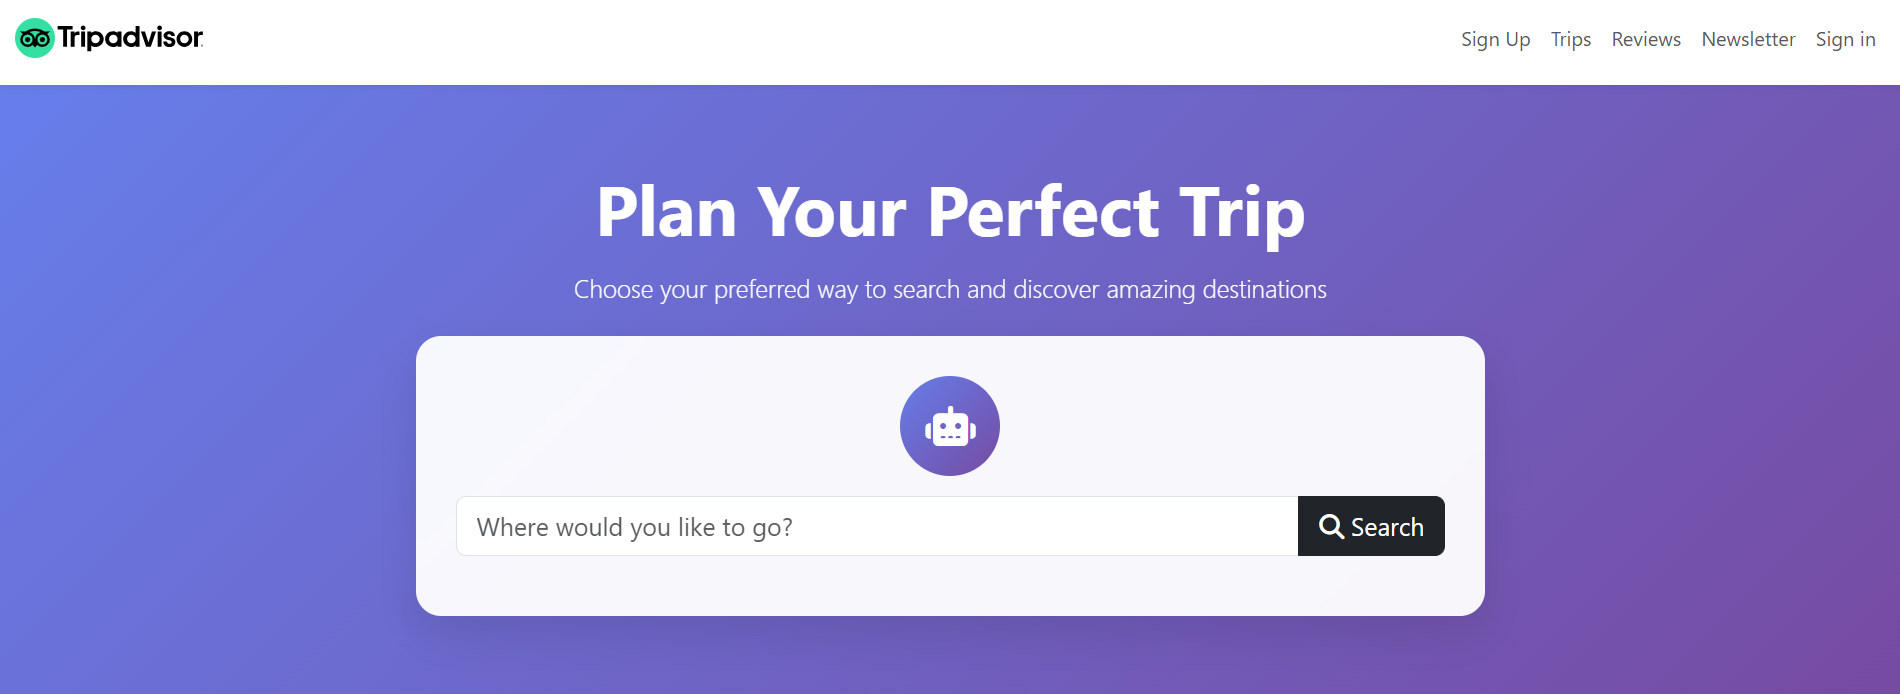 Tripadvisor
Sign Up Trips Reviews Newsletter Sign in
Plan Your Perfect Trip
Choose your preferred way to search and discover amazing destinations
Where would you like to go?
Search